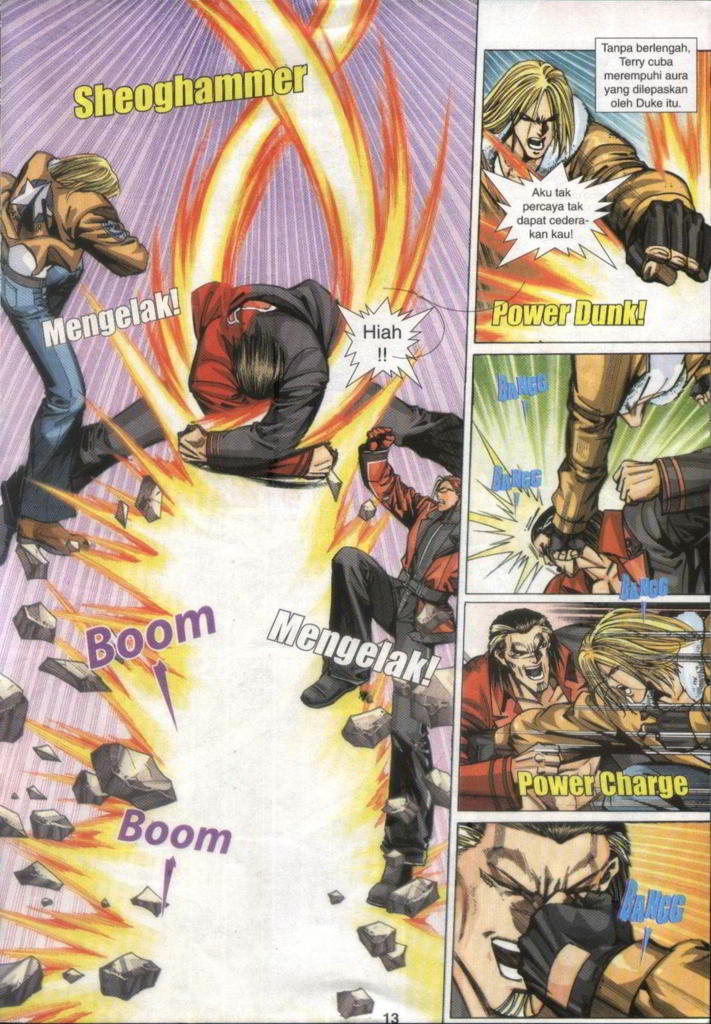 Sheoghammer
Mengelak!
Hiah
!!
Mengelak!
Boom
Boom
Tanpa berlengah,
Terry cuba
merempuhi aura
yang dilepaskan
oleh Duke itu.
Aku tak
percaya tak
dapat cedera-
kan kau!
Power Dunk!
BANGG
BANGG
BANGG
Power Charge
BANGG
13